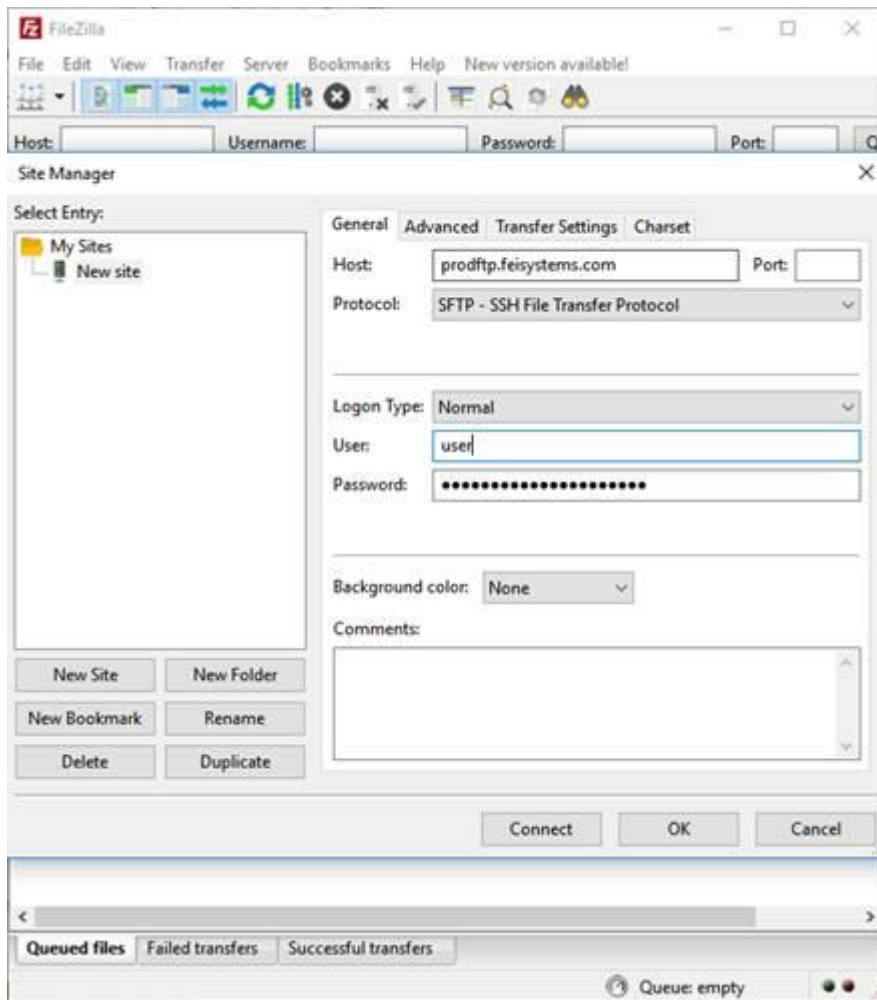 FileZilla
File Edit View Transfer Server Bookmarks Help New version available!
Host: Username: Password: Port: Q
Site Manager
Select Entry:
My Sites
New site
General Advanced Transfer Settings Charset
Host: prodftp.feisystems.com Port:
Protocol: SFTP - SSH File Transfer Protocol
Logon Type: Normal
User: user
Password: •••••••••••••••••••••
Background color: None
Comments:
New Site New Folder
New Bookmark Rename
Delete Duplicate
Connect OK Cancel
Queued files Failed transfers Successful transfers
Queue: empty